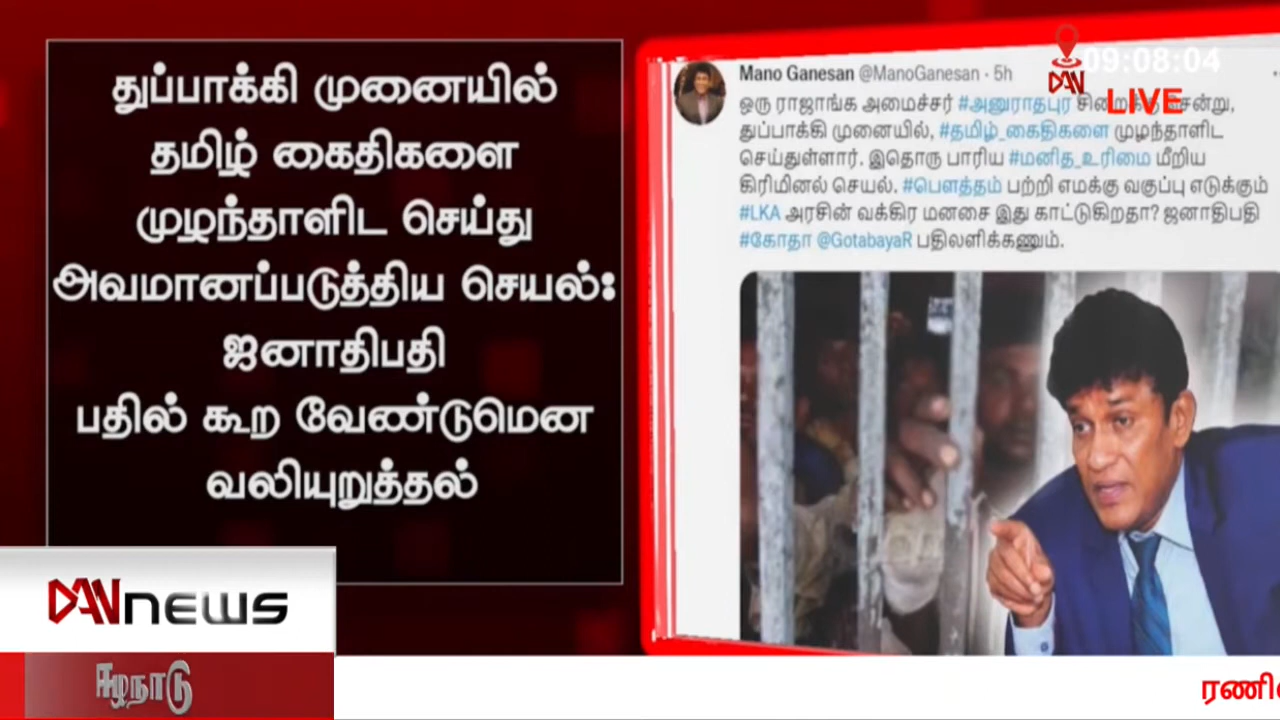 துப்பாக்கி முனையில்
தமிழ் கைதிகளை
முழந்தாளிட செய்து
அவமானப்படுத்திய செயல்:
ஜனாதிபதி
பதில் கூற வேண்டுமென
வலியுறுத்தல்
Mano Ganesan @ManoGanesan · 5h
ஒரு ராஜாங்க அமைச்சர் #அனுராதபுர சிறைக்கு சென்று,
துப்பாக்கி முனையில், #தமிழ்_கைதிகளை முழந்தாளிட
செய்துள்ளார். இதொரு பாரிய #மனித_உரிமை மீறிய
கிரிமினல் செயல். #பௌத்தம் பற்றி எமக்கு வகுப்பு எடுக்கும்
#LKA அரசின் வக்கிர மனசை இது காட்டுகிறதா? ஜனாதிபதி
#கோதா @GotabayaR பதிலளிக்கணும்.
09:08:04
DAN
LIVE
DAN news
ஈழநாடு